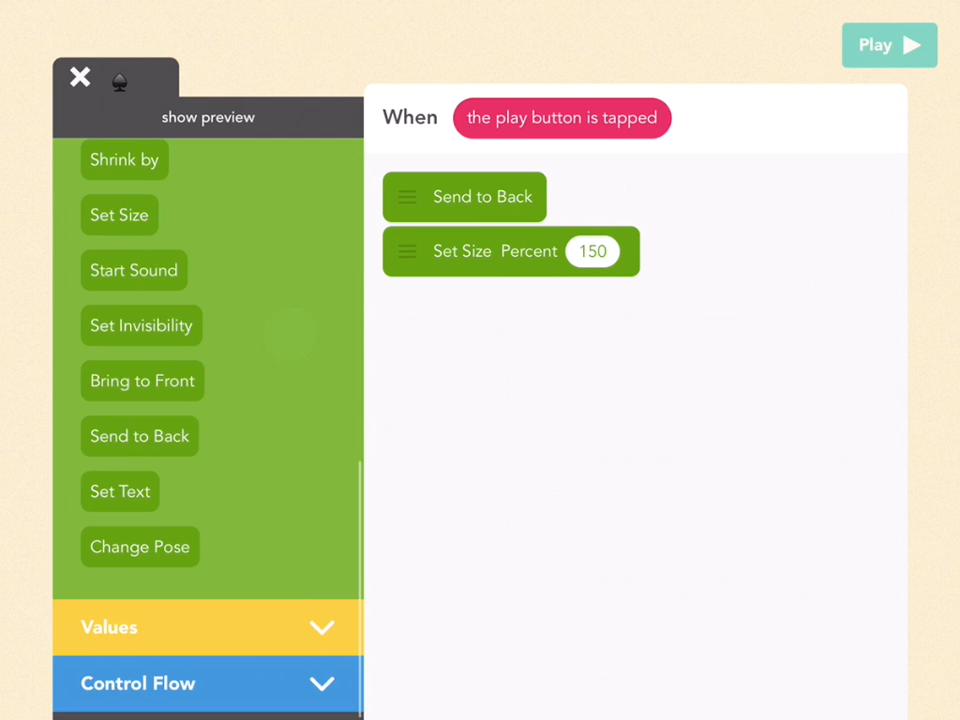 Play
show preview
When the play button is tapped
Shrink by
Set Size
Start Sound
Set Invisibility
Bring to Front
Send to Back
Set Text
Change Pose
Values
Control Flow
Send to Back
Set Size Percent 150